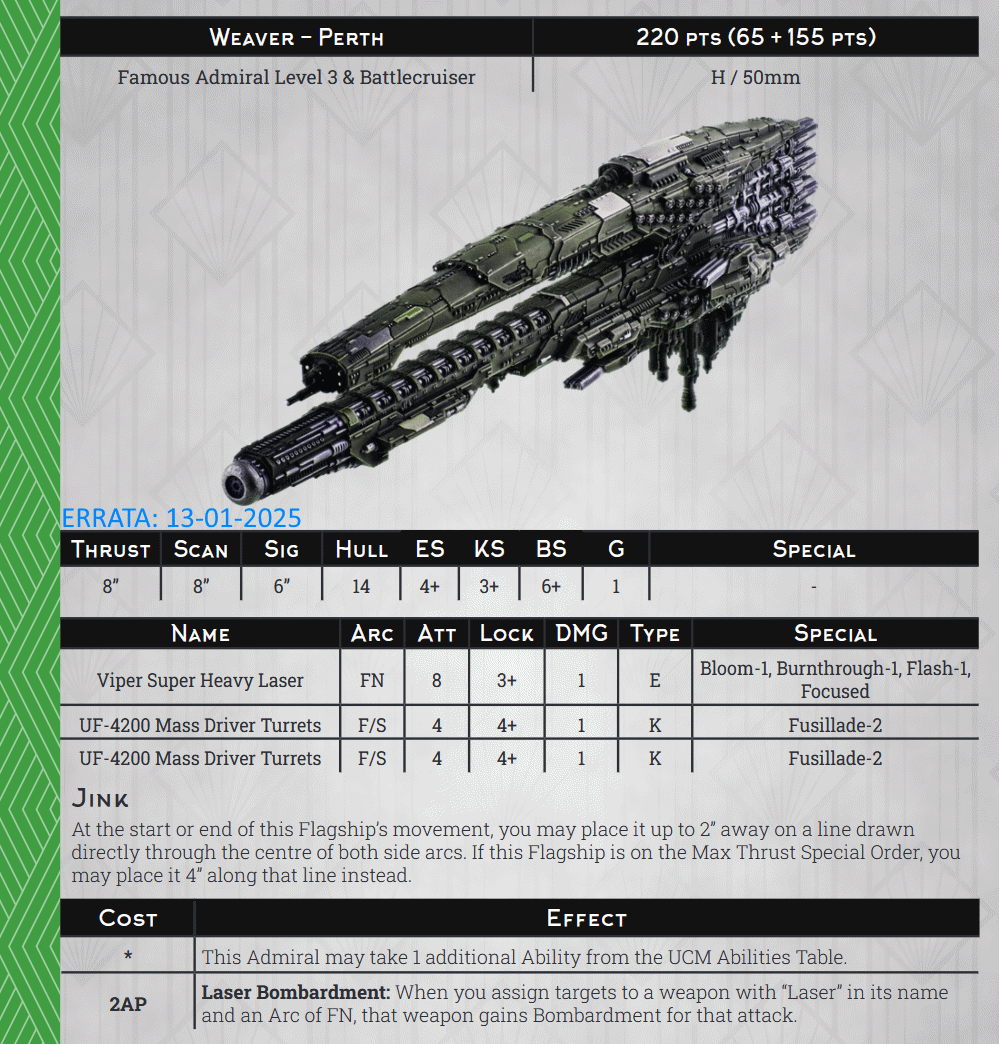 Weaver – Perth 220 pts (65 + 155 pts)
Famous Admiral Level 3 & Battlecruiser H / 50mm
ERRATA: 13-01-2025
Thrust Scan Sig Hull ES KS BS G Special
8” 8” 6” 14 4+ 3+ 6+ 1 -
Name Arc Att Lock DMG Type Special
Viper Super Heavy Laser FN 8 3+ 1 E Bloom-1, Burnthrough-1, Flash-1,
Focused
UF-4200 Mass Driver Turrets F/S 4 4+ 1 K Fusillade-2
UF-4200 Mass Driver Turrets F/S 4 4+ 1 K Fusillade-2
Jink
At the start or end of this Flagship’s movement, you may place it up to 2” away on a line drawn
directly through the centre of both side arcs. If this Flagship is on the Max Thrust Special Order, you
may place it 4” along that line instead.
Cost Effect
* This Admiral may take 1 additional Ability from the UCM Abilities Table.
2AP Laser Bombardment: When you assign targets to a weapon with “Laser” in its name
and an Arc of FN, that weapon gains Bombardment for that attack.